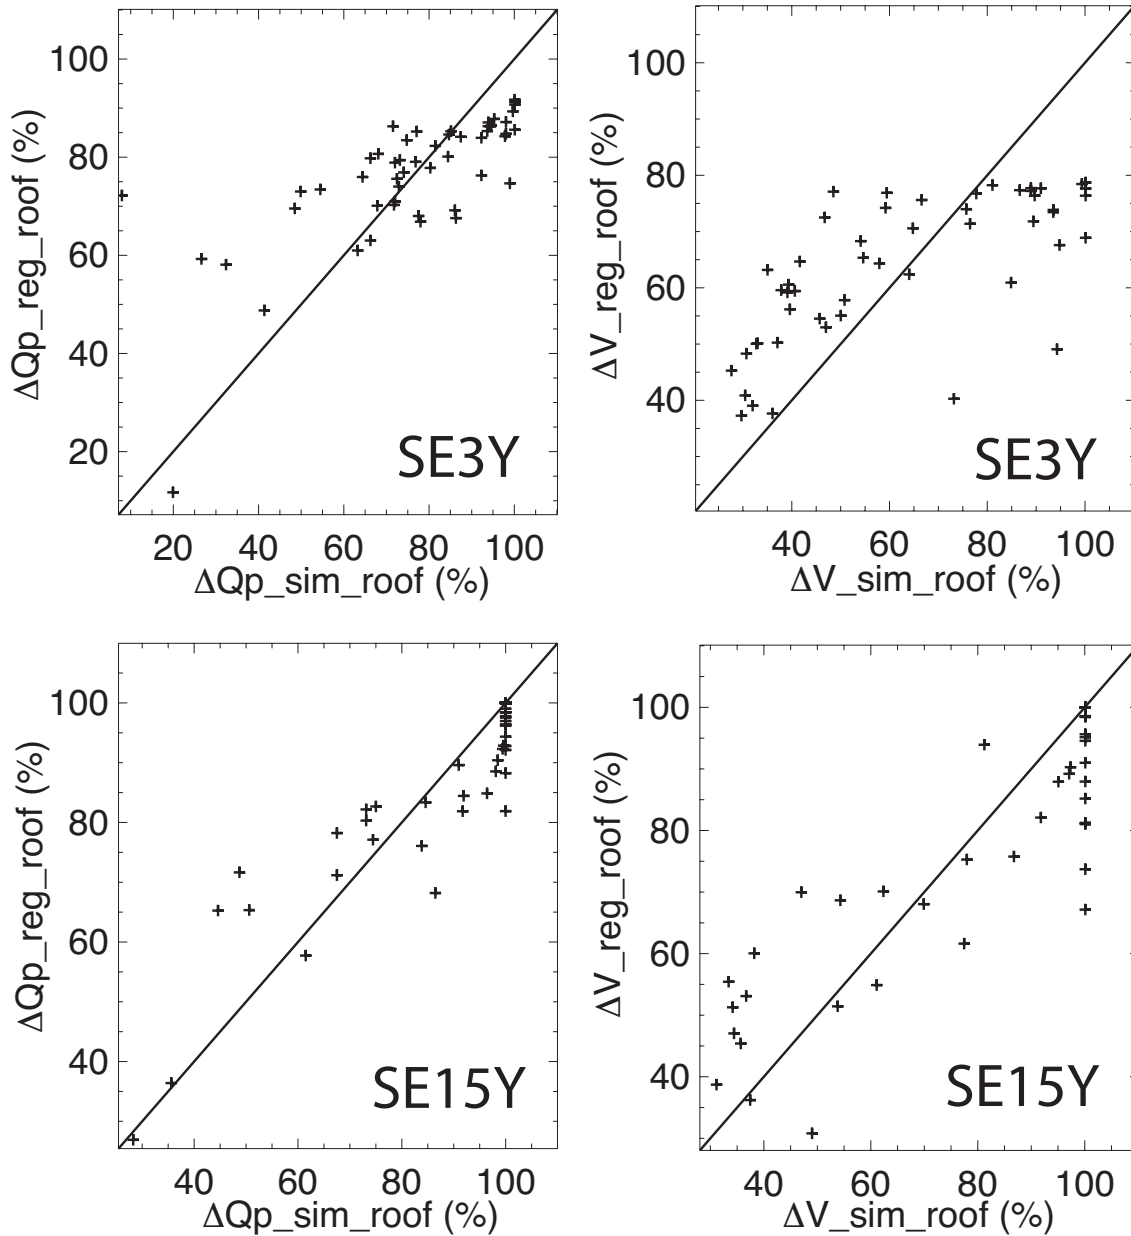 100
80
60
40
20
ΔQp_reg_roof (%)
SE3Y
20 40 60 80 100
ΔQp_sim_roof (%)
100
80
60
40
ΔV_reg_roof (%)
SE3Y
40 60 80 100
ΔV_sim_roof (%)
100
80
60
40
ΔQp_reg_roof (%)
SE15Y
40 60 80 100
ΔQp_sim_roof (%)
100
80
60
40
ΔV_reg_roof (%)
SE15Y
40 60 80 100
ΔV_sim_roof (%)